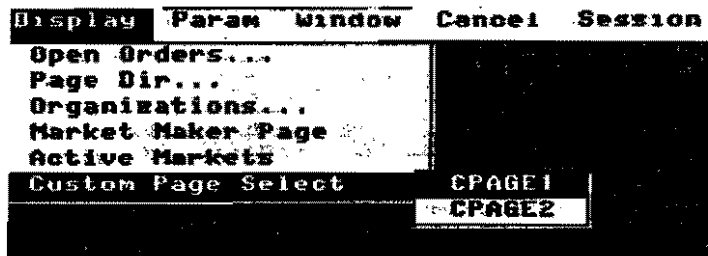 Display Param Window Cancel Session
Open Orders...
Page Dir...
Organizations...
Market Maker Page
Active Markets
Custom Page Select CPAGE1
CPAGE2